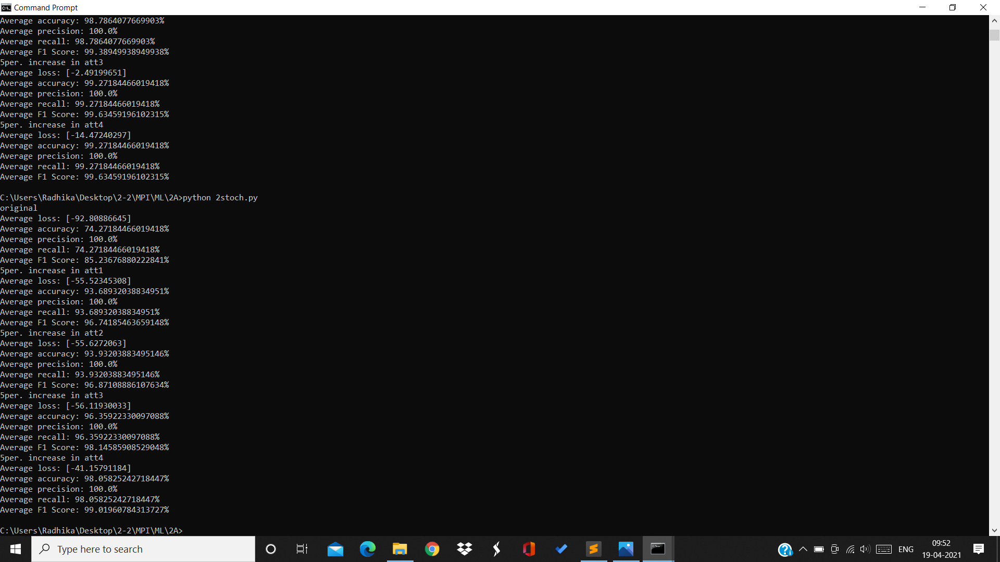 Command Prompt
Average accuracy: 98.7864077669903%
Average precision: 100.0%
Average recall: 98.7864077669903%
Average F1 Score: 99.38949938949938%
5per. increase in att3
Average loss: [-2.49199651]
Average accuracy: 99.27184466019418%
Average precision: 100.0%
Average recall: 99.27184466019418%
Average F1 Score: 99.63459196102315%
5per. increase in att4
Average loss: [-14.47240297]
Average accuracy: 99.27184466019418%
Average precision: 100.0%
Average recall: 99.27184466019418%
Average F1 Score: 99.63459196102315%
C:\Users\Radhika\Desktop\2-2\MPI\ML\2A>python 2stoch.py
original
Average loss: [-92.80886645]
Average accuracy: 74.27184466019418%
Average precision: 100.0%
Average recall: 74.27184466019418%
Average F1 Score: 85.23676880222841%
5per. increase in att1
Average loss: [-55.52345308]
Average accuracy: 93.68932038834951%
Average precision: 100.0%
Average recall: 93.68932038834951%
Average F1 Score: 96.74185463659148%
5per. increase in att2
Average loss: [-55.6272063]
Average accuracy: 93.93203883495146%
Average precision: 100.0%
Average recall: 93.93203883495146%
Average F1 Score: 96.87108886107634%
5per. increase in att3
Average loss: [-56.11930033]
Average accuracy: 96.35922330097088%
Average precision: 100.0%
Average recall: 96.35922330097088%
Average F1 Score: 98.14585908529048%
5per. increase in att4
Average loss: [-41.15791184]
Average accuracy: 98.05825242718447%
Average precision: 100.0%
Average recall: 98.05825242718447%
Average F1 Score: 99.01960784313727%
C:\Users\Radhika\Desktop\2-2\MPI\ML\2A>
Type here to search
ENG
09:52
19-04-2021